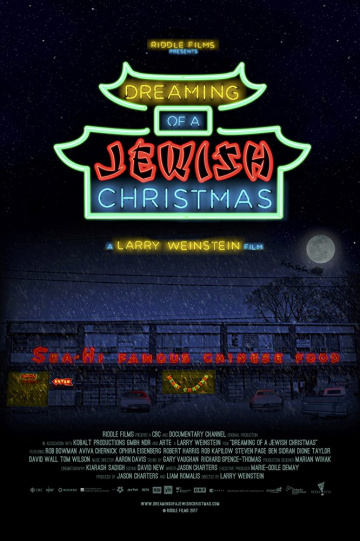 RIDDLE FILMS
PRESENTS
DREAMING
OF A
JEWISH
CHRISTMAS
A LARRY WEINSTEIN FILM
SEA-HI FAMOUS CHINESE FOOD
ENTER
RIDDLE FILMS PRESENTS A CBC AND DOCUMENTARY CHANNEL ORIGINAL PRODUCTION
IN ASSOCIATION WITH KOBALT PRODUCTIONS GMBH NDR AND ARTE A LARRY WEINSTEIN FILM "DREAMING OF A JEWISH CHRISTMAS"
FEATURING ROB BOWMAN AVIVA CHERNICK OPHIRA EISENBERG ROBERT HARRIS ROB KAPILOW STEVEN PAGE BEN SIDRAN DIONE TAYLOR
DAVID WALL TOM WILSON MUSIC DIRECTOR AARON DAVIS SOUND BY GARY VAUGHAN RICHARD SPENCE-THOMAS PRODUCTION DESIGNER MARIAN WIHAK
CINEMATOGRAPHY KIARASH SADIGH EDITOR DAVID NEW WRITER JASON CHARTERS EXECUTIVE PRODUCER MARIE-ODILE DEMAY
PRODUCED BY JASON CHARTERS AND LIAM ROMALIS DIRECTED BY LARRY WEINSTEIN
WWW.DREAMINGOFAJEWISHCHRISTMAS.COM
© RIDDLE FILMS 2017